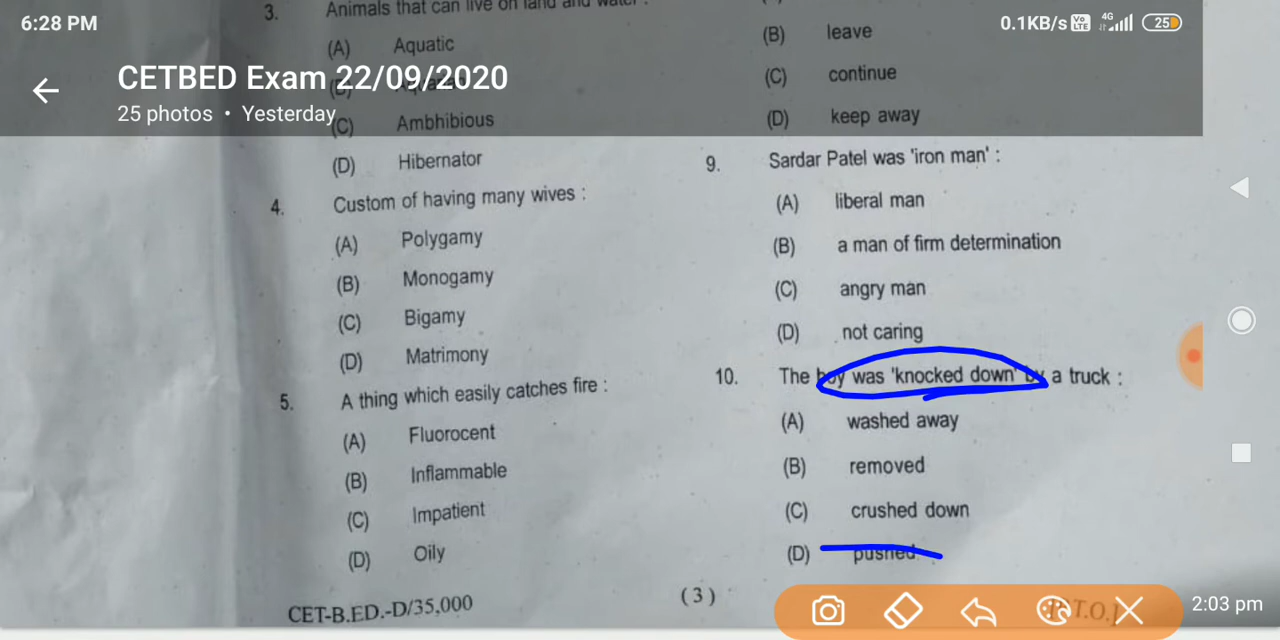 6:28 PM
0.1KB/s Vo LTE 4G 25
CETBED Exam 22/09/2020
25 photos • Yesterday
3. Animals that can live on land and water :
(A) Aquatic
(C) Ambhibious
(D) Hibernator
4. Custom of having many wives :
(A) Polygamy
(B) Monogamy
(C) Bigamy
(D) Matrimony
5. A thing which easily catches fire :
(A) Fluorocent
(B) Inflammable
(C) Impatient
(D) Oily
(B) leave
(C) continue
(D) keep away
9. Sardar Patel was 'iron man' :
(A) liberal man
(B) a man of firm determination
(C) angry man
(D) not caring
10. The boy was 'knocked down' by a truck :
(A) washed away
(B) removed
(C) crushed down
(D) pushed
CET-B.ED.-D/35,000
(3)
2:03 pm